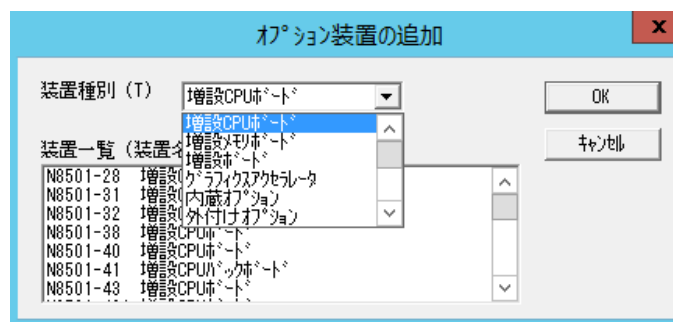 ｵﾌﾟｼｮﾝ装置の追加
x
装置種別 (T)
増設CPUﾎﾞｰﾄﾞ
OK
増設CPUﾎﾞｰﾄﾞ
増設ﾒﾓﾘﾎﾞｰﾄﾞ
増設ﾎﾞｰﾄﾞ
ｸﾞﾗﾌｨｸｽｱｸｾﾗﾚｰﾀ
内蔵ｵﾌﾟｼｮﾝ
外付けｵﾌﾟｼｮﾝ
ｷｬﾝｾﾙ
装置一覧 (装置名
N8501-28 増設
N8501-31 増設
N8501-32 増設
N8501-38 増設CPUﾎﾞｰﾄﾞ
N8501-40 増設CPUﾎﾞｰﾄﾞ
N8501-41 増設CPUﾊﾞｯｸﾎﾞｰﾄﾞ
N8501-43 増設CPUﾎﾞｰﾄﾞ